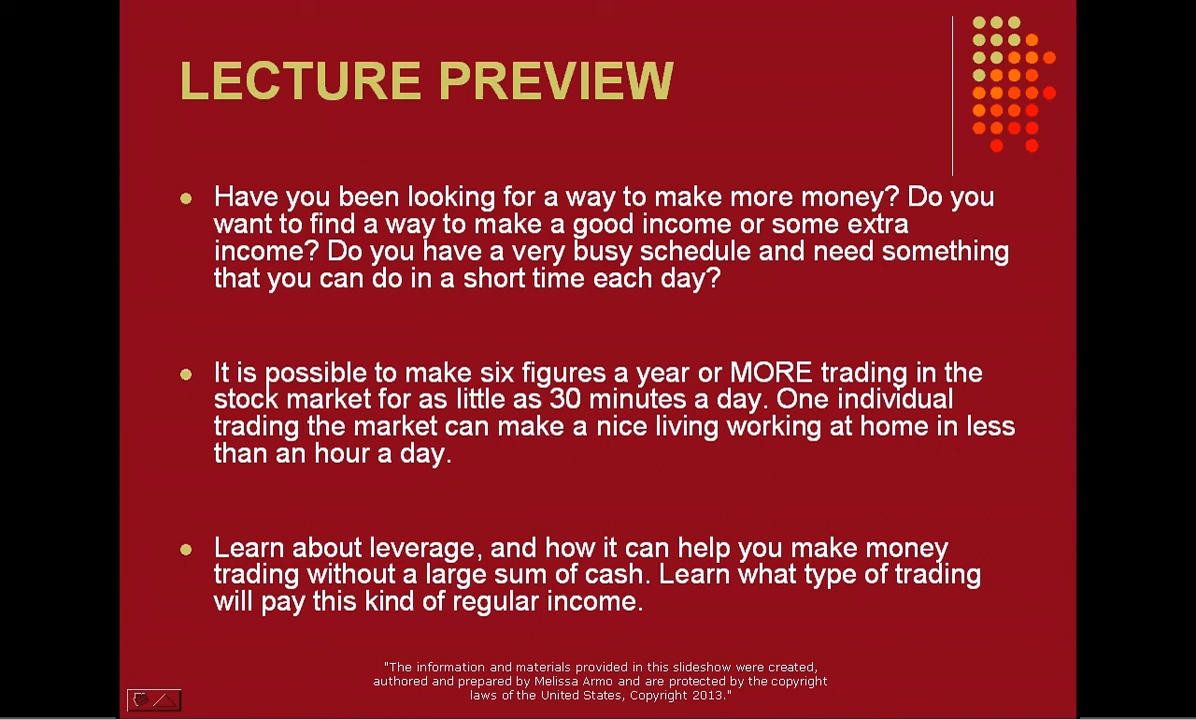 LECTURE PREVIEW
Have you been looking for a way to make more money? Do you
want to find a way to make a good income or some extra
income? Do you have a very busy schedule and need something
that you can do in a short time each day?
It is possible to make six figures a year or MORE trading in the
stock market for as little as 30 minutes a day. One individual
trading the market can make a nice living working at home in less
than an hour a day.
Learn about leverage, and how it can help you make money
trading without a large sum of cash. Learn what type of trading
will pay this kind of regular income.
"The information and materials provided in this slideshow were created,
authored and prepared by Melissa Armo and are protected by the copyright
laws of the United States, Copyright 2013."